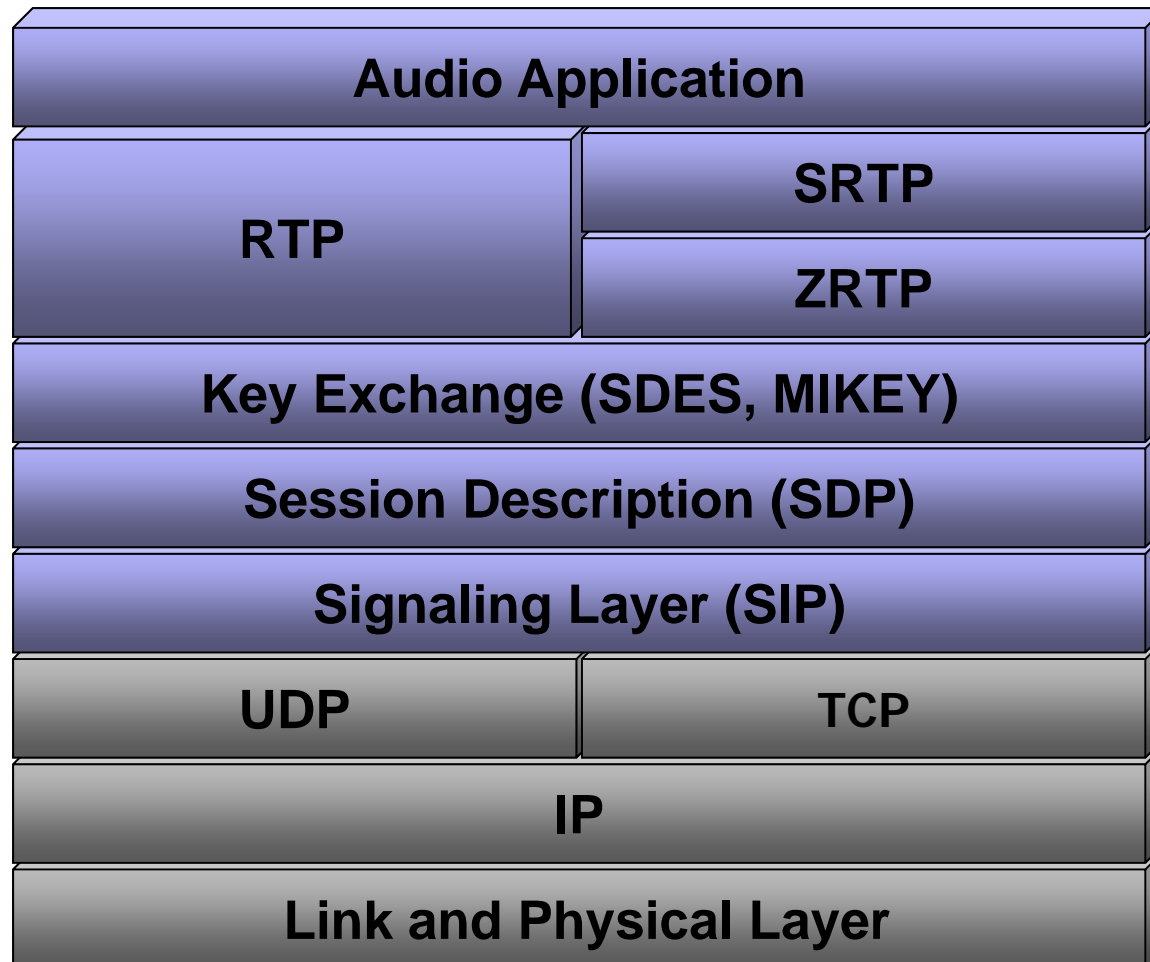 Audio Application
RTP
SRTP
ZRTP
Key Exchange (SDES, MIKEY)
Session Description (SDP)
Signaling Layer (SIP)
UDP
TCP
IP
Link and Physical Layer